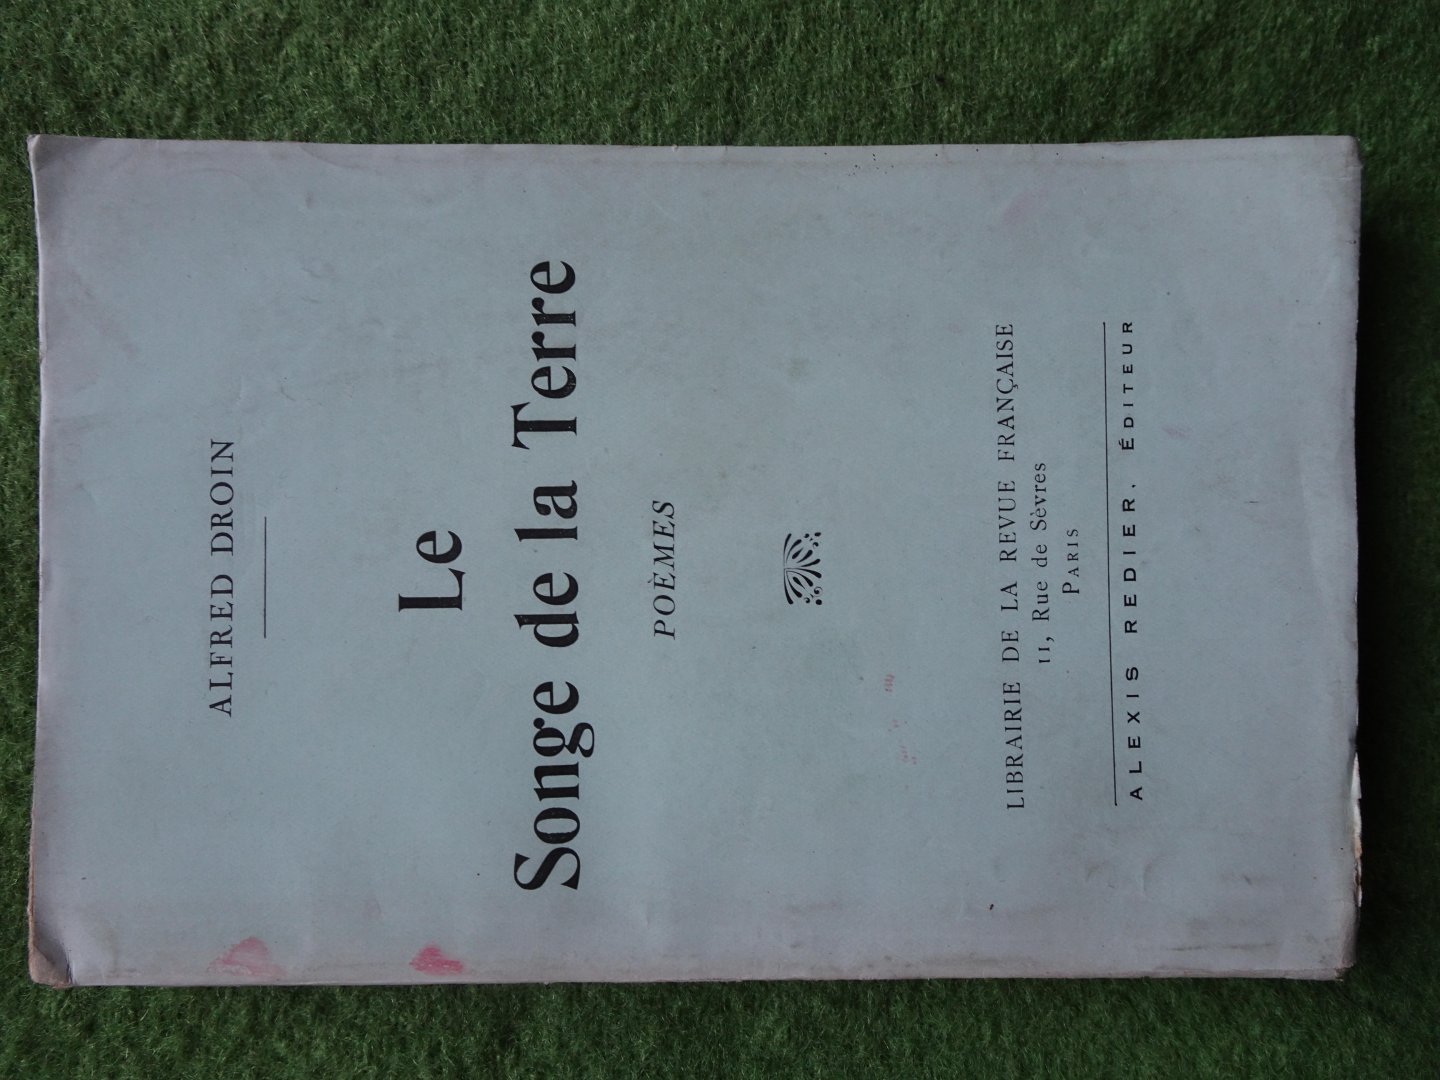 ALFRED DROIN
Le
Songe de la Terre
POÈMES
LIBRAIRIE DE LA REVUE FRANÇAISE
11, Rue de Sèvres
PARIS
ALEXIS REDIER, ÉDITEUR